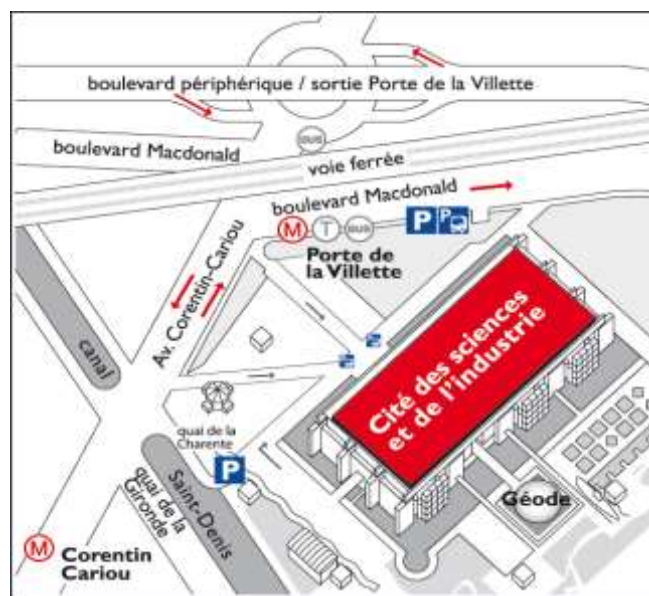 boulevard périphérique / sortie Porte de la Villette
boulevard Macdonald
BUS
voie ferrée
boulevard Macdonald
M T BUS
P P
Porte de
la Villette
Av. Corentin-Cariou
canal
Cité des sciences
et de l'industrie
quai de la
Charente
P
Saint-Denis
quai de la
Gironde
Géode
M
Corentin
Cariou